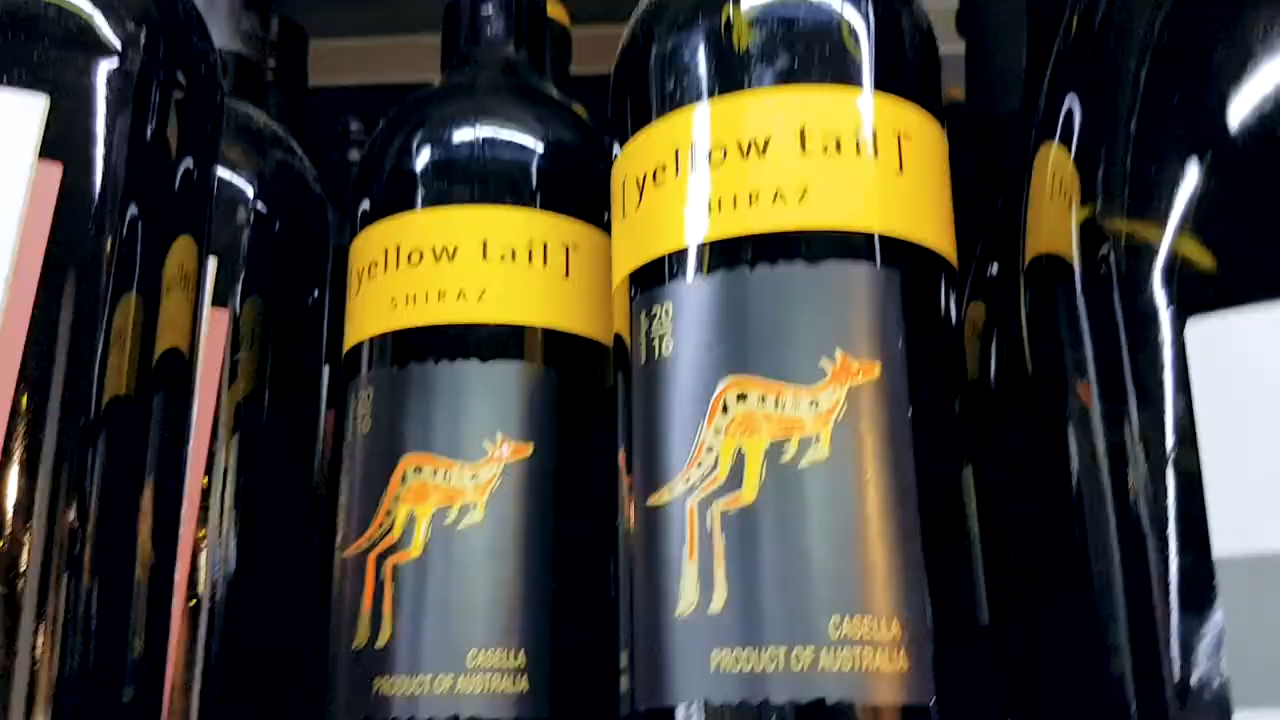 [yellow tail]
SHIRAZ
CASELLA
PRODUCT OF AUSTRALIA
[yellow tail]
SHIRAZ
20
16
CASELLA
PRODUCT OF AUSTRALIA